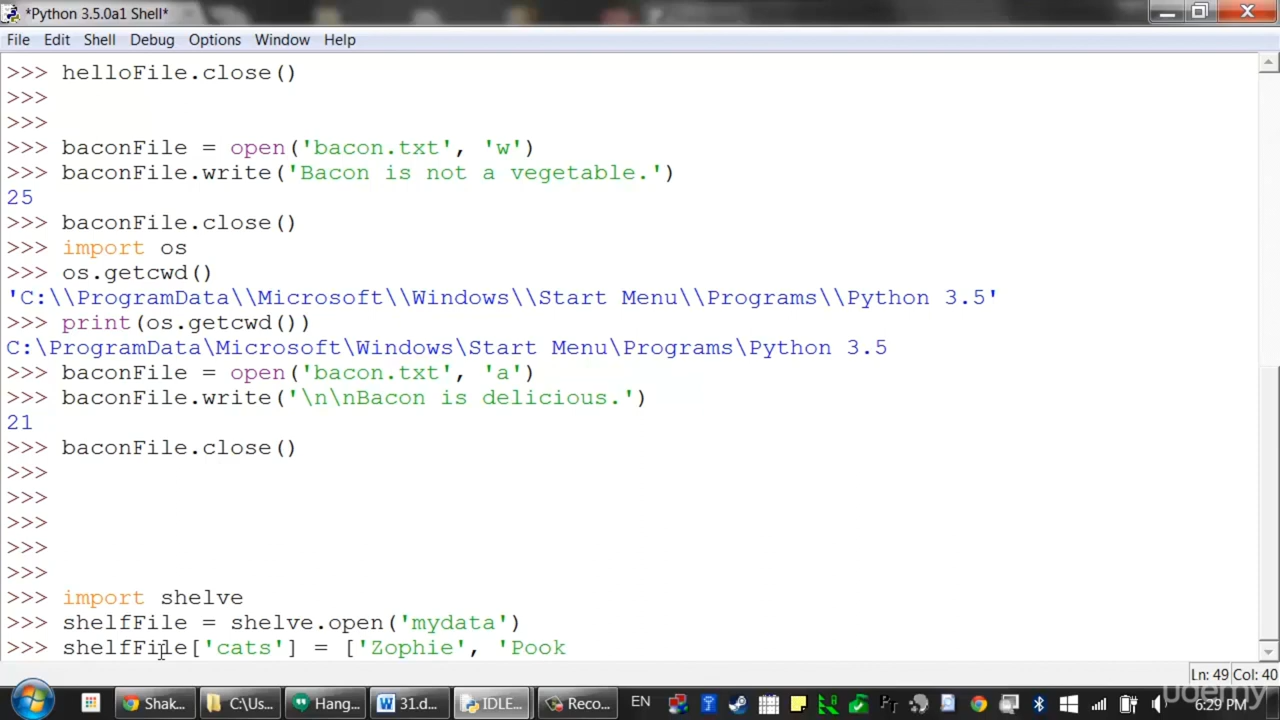 *Python 3.5.0a1 Shell*
File Edit Shell Debug Options Window Help
>>> helloFile.close()
>>>
>>>
>>> baconFile = open('bacon.txt', 'w')
>>> baconFile.write('Bacon is not a vegetable.')
25
>>> baconFile.close()
>>> import os
>>> os.getcwd()
'C:\\ProgramData\\Microsoft\\Windows\\Start Menu\\Programs\\Python 3.5'
>>> print(os.getcwd())
C:\ProgramData\Microsoft\Windows\Start Menu\Programs\Python 3.5
>>> baconFile = open('bacon.txt', 'a')
>>> baconFile.write('\n\nBacon is delicious.')
21
>>> baconFile.close()
>>>
>>>
>>>
>>>
>>>
>>> import shelve
>>> shelfFile = shelve.open('mydata')
>>> shelfFile['cats'] = ['Zophie', 'Pook
Ln: 49 Col: 40
Shak... C:\Us... Hang... 31.d... IDLE... Reco... EN 6:29 PM
udemy